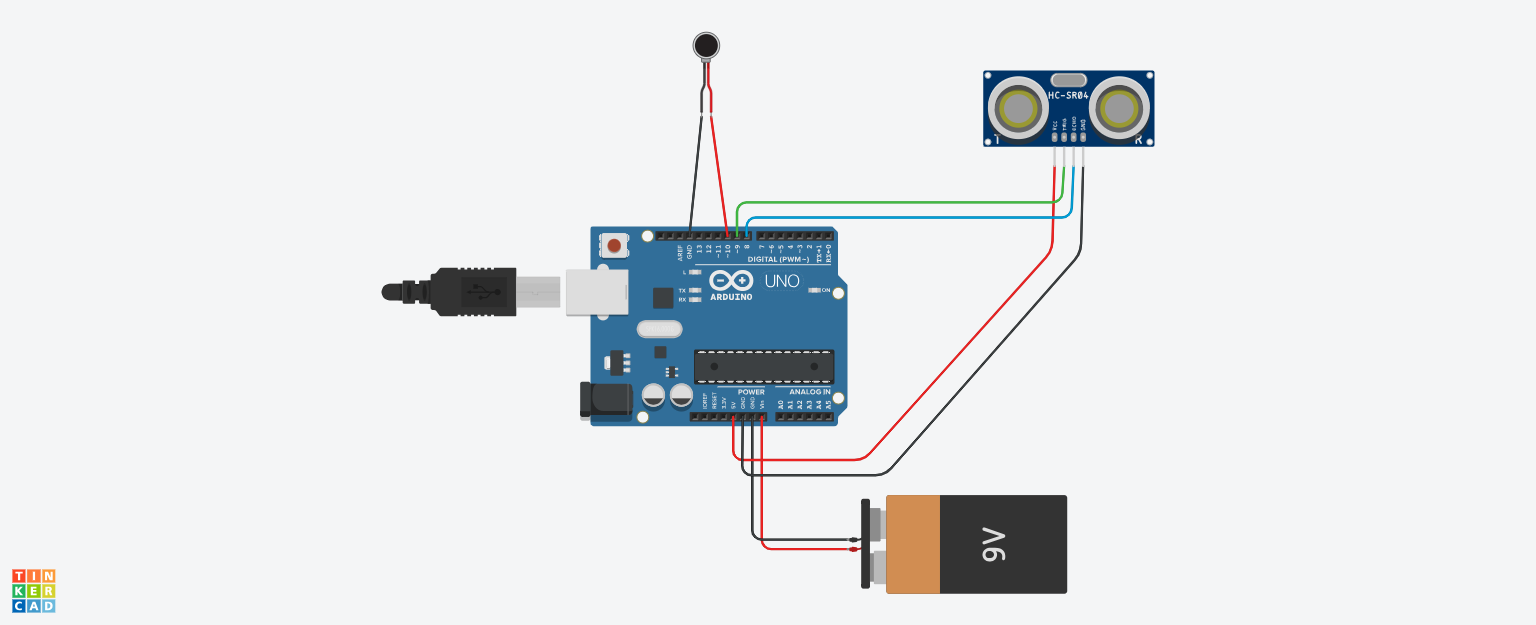 HC-SR04
VCC
TRIG
ECHO
GND
T
R
AREF
GND
13
12
~11
~10
~9
8
7
~6
~5
4
~3
2
TX→1
RX←0
DIGITAL (PWM~)
L
TX
RX
ARDUINO
UNO
ON
POWER
ANALOG IN
IOREF
RESET
3.3V
5V
GND
GND
Vin
A0
A1
A2
A3
A4
A5
9V
TIN
KER
CAD